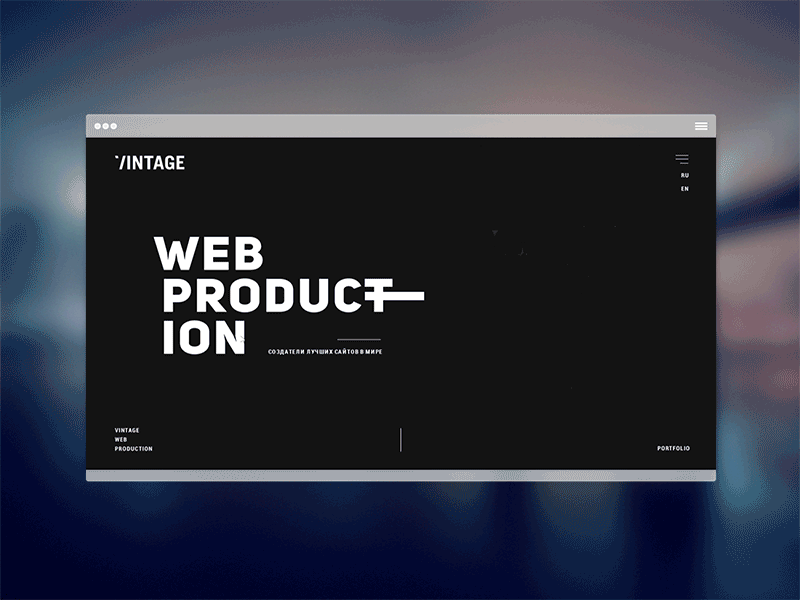 VINTAGE
RU
EN
WEB
PRODUCT
ION
СОЗДАТЕЛИ ЛУЧШИХ САЙТОВ В МИРЕ
VINTAGE
WEB
PRODUCTION
PORTFOLIO